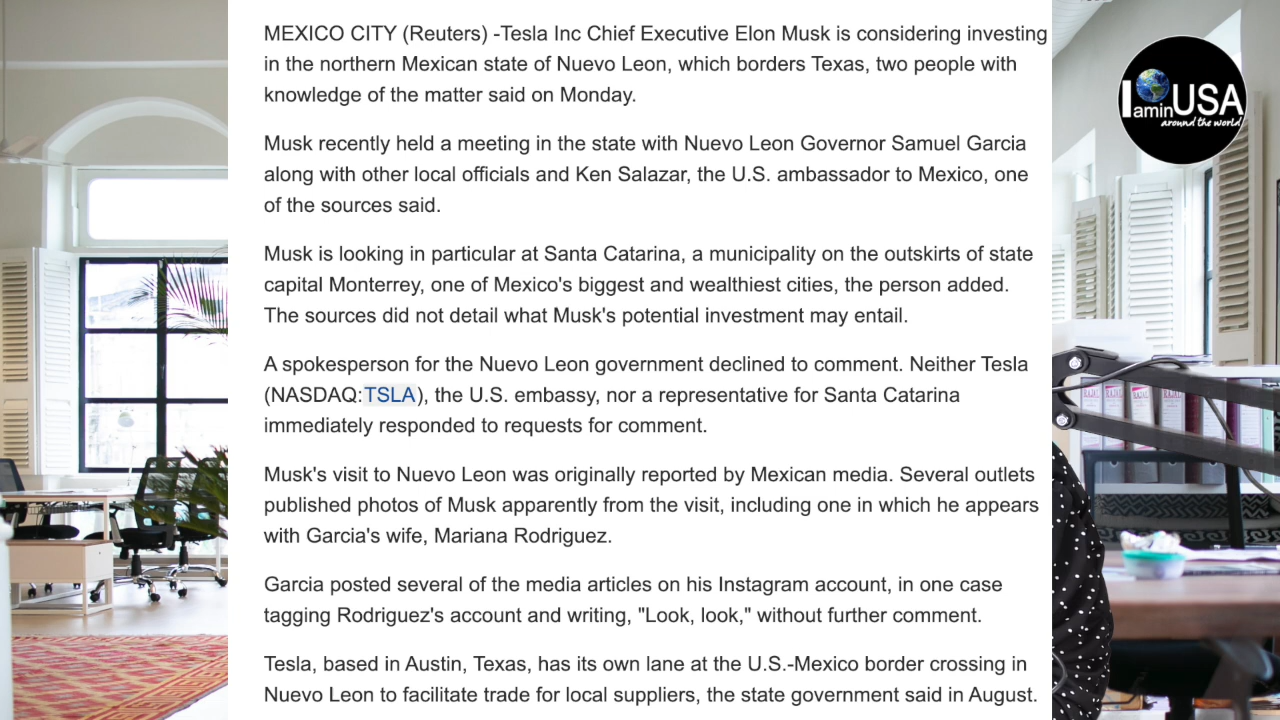 MEXICO CITY (Reuters) -Tesla Inc Chief Executive Elon Musk is considering investing
in the northern Mexican state of Nuevo Leon, which borders Texas, two people with
knowledge of the matter said on Monday.
Musk recently held a meeting in the state with Nuevo Leon Governor Samuel Garcia
along with other local officials and Ken Salazar, the U.S. ambassador to Mexico, one
of the sources said.
Musk is looking in particular at Santa Catarina, a municipality on the outskirts of state
capital Monterrey, one of Mexico's biggest and wealthiest cities, the person added.
The sources did not detail what Musk's potential investment may entail.
A spokesperson for the Nuevo Leon government declined to comment. Neither Tesla
(NASDAQ:TSLA), the U.S. embassy, nor a representative for Santa Catarina
immediately responded to requests for comment.
Musk's visit to Nuevo Leon was originally reported by Mexican media. Several outlets
published photos of Musk apparently from the visit, including one in which he appears
with Garcia's wife, Mariana Rodriguez.
Garcia posted several of the media articles on his Instagram account, in one case
tagging Rodriguez's account and writing, "Look, look," without further comment.
Tesla, based in Austin, Texas, has its own lane at the U.S.-Mexico border crossing in
Nuevo Leon to facilitate trade for local suppliers, the state government said in August.
IaminUSA
around the world